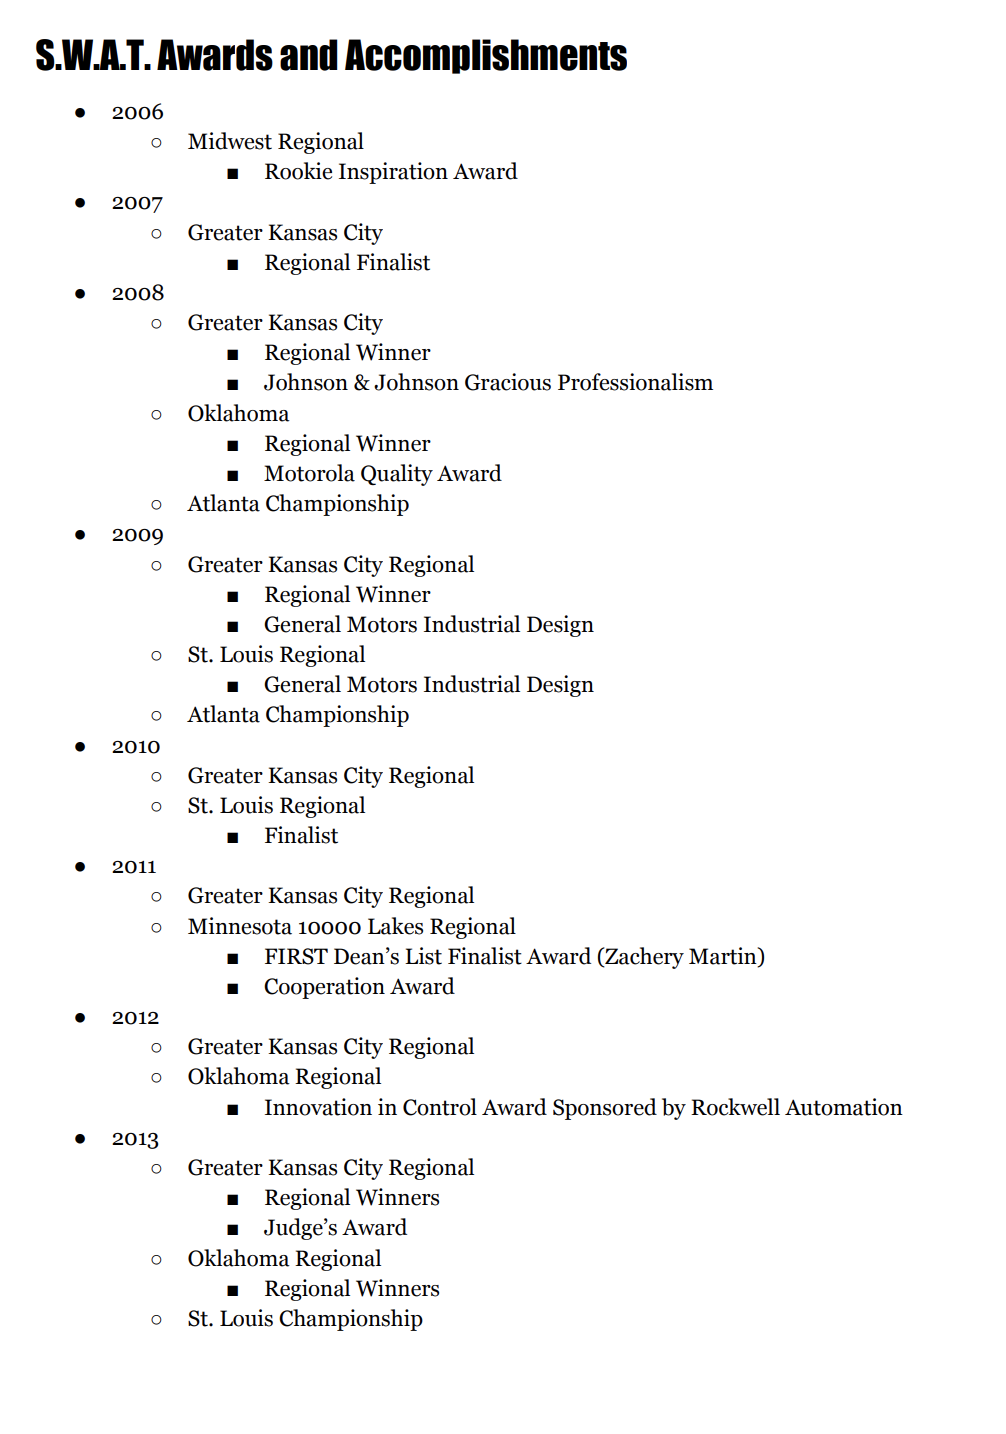 S.W.A.T. Awards and Accomplishments
● 2006
○ Midwest Regional
■ Rookie Inspiration Award
● 2007
○ Greater Kansas City
■ Regional Finalist
● 2008
○ Greater Kansas City
■ Regional Winner
■ Johnson & Johnson Gracious Professionalism
○ Oklahoma
■ Regional Winner
■ Motorola Quality Award
○ Atlanta Championship
● 2009
○ Greater Kansas City Regional
■ Regional Winner
■ General Motors Industrial Design
○ St. Louis Regional
■ General Motors Industrial Design
○ Atlanta Championship
● 2010
○ Greater Kansas City Regional
○ St. Louis Regional
■ Finalist
● 2011
○ Greater Kansas City Regional
○ Minnesota 10000 Lakes Regional
■ FIRST Dean’s List Finalist Award (Zachery Martin)
■ Cooperation Award
● 2012
○ Greater Kansas City Regional
○ Oklahoma Regional
■ Innovation in Control Award Sponsored by Rockwell Automation
● 2013
○ Greater Kansas City Regional
■ Regional Winners
■ Judge’s Award
○ Oklahoma Regional
■ Regional Winners
○ St. Louis Championship